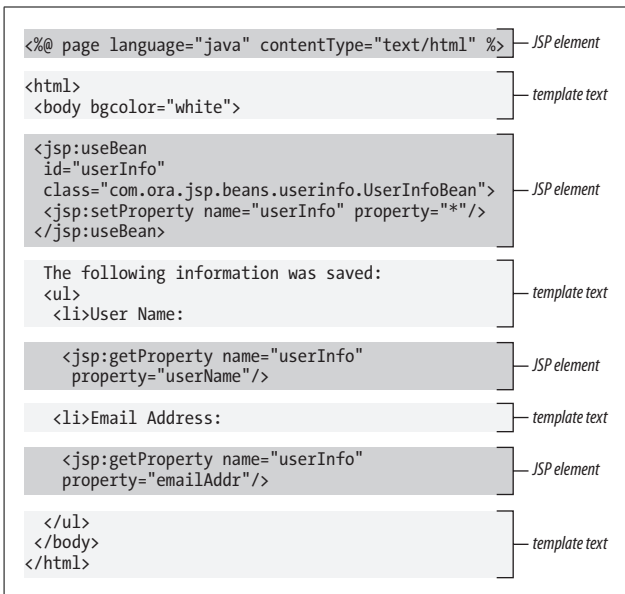 <%@ page language="java" contentType="text/html" %> JSP element
<html>
<body bgcolor="white">
template text
<jsp:useBean
id="userInfo"
class="com.ora.jsp.beans.userinfo.UserInfoBean">
<jsp:setProperty name="userInfo" property="*"/>
</jsp:useBean>
JSP element
The following information was saved:
<ul>
<li>User Name:
template text
<jsp:getProperty name="userInfo"
property="userName"/>
JSP element
<li>Email Address:
template text
<jsp:getProperty name="userInfo"
property="emailAddr"/>
JSP element
</ul>
</body>
</html>
template text